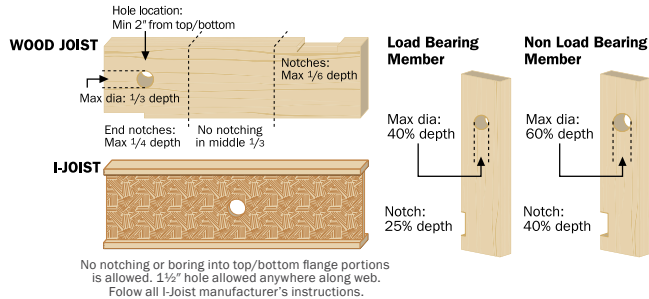 Hole location:
Min 2" from top/bottom
WOOD JOIST
Notches:
Max 1/6 depth
Max dia: 1/3 depth
End notches:
Max 1/4 depth
No notching
in middle 1/3
I-JOIST
No notching or boring into top/bottom flange portions
is allowed. 1½" hole allowed anywhere along web.
Folow all I-Joist manufacturer's instructions.
Load Bearing
Member
Max dia:
40% depth
Notch:
25% depth
Non Load Bearing
Member
Max dia:
60% depth
Notch:
40% depth